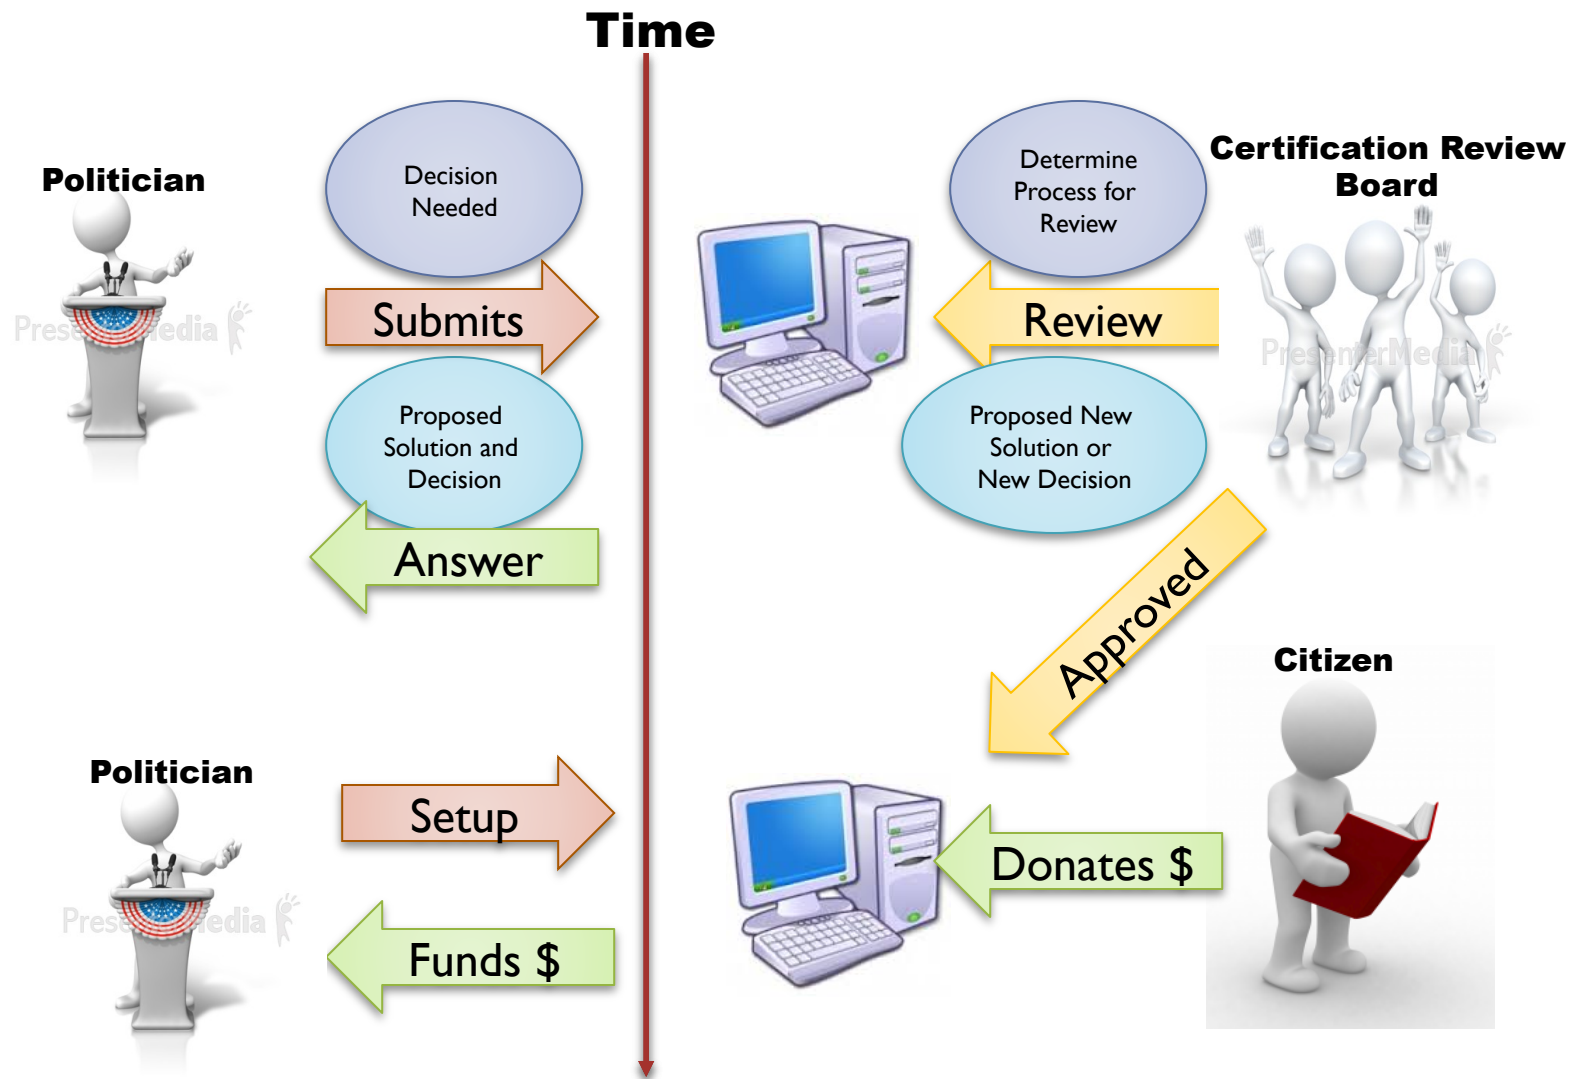 Time
Politician
Decision
Needed
Submits
Proposed
Solution and
Decision
Answer
Determine
Process for
Review
Certification Review
Board
Review
Proposed New
Solution or
New Decision
Approved
PresenterMedia
Citizen
Politician
Setup
Funds $
Donates $